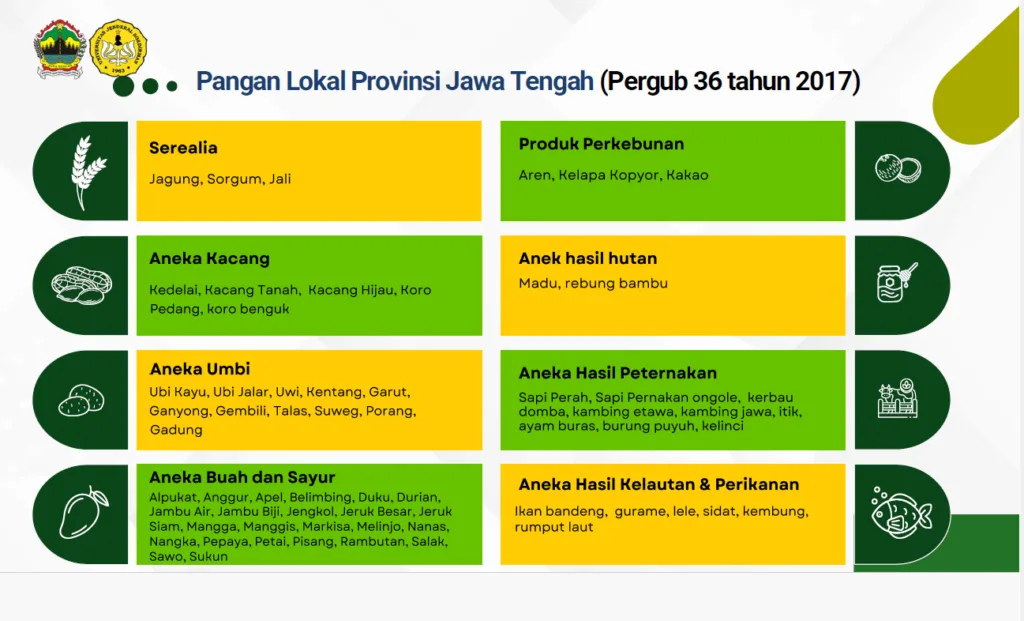 Pangan Lokal Provinsi Jawa Tengah (Pergub 36 tahun 2017)
Serealia
Jagung, Sorgum, Jali
Aneka Kacang
Kedelai, Kacang Tanah, Kacang Hijau, Koro
Pedang, koro benguk
Aneka Umbi
Ubi Kayu, Ubi Jalar, Uwi, Kentang, Garut,
Ganyong, Gembili, Talas, Suweg, Porang,
Gadung
Aneka Buah dan Sayur
Alpukat, Anggur, Apel, Belimbing, Duku, Durian,
Jambu Air, Jambu Biji, Jengkol, Jeruk Besar, Jeruk
Siam, Mangga, Manggis, Markisa, Melinjo, Nanas,
Nangka, Pepaya, Petai, Pisang, Rambutan, Salak,
Sawo, Sukun
Produk Perkebunan
Aren, Kelapa Kopyor, Kakao
Anek hasil hutan
Madu, rebung bambu
Aneka Hasil Peternakan
Sapi Perah, Sapi Pernakan ongole, kerbau
domba, kambing etawa, kambing jawa, itik,
ayam buras, burung puyuh, kelinci
Aneka Hasil Kelautan & Perikanan
Ikan bandeng, gurame, lele, sidat, kembung,
rumput laut